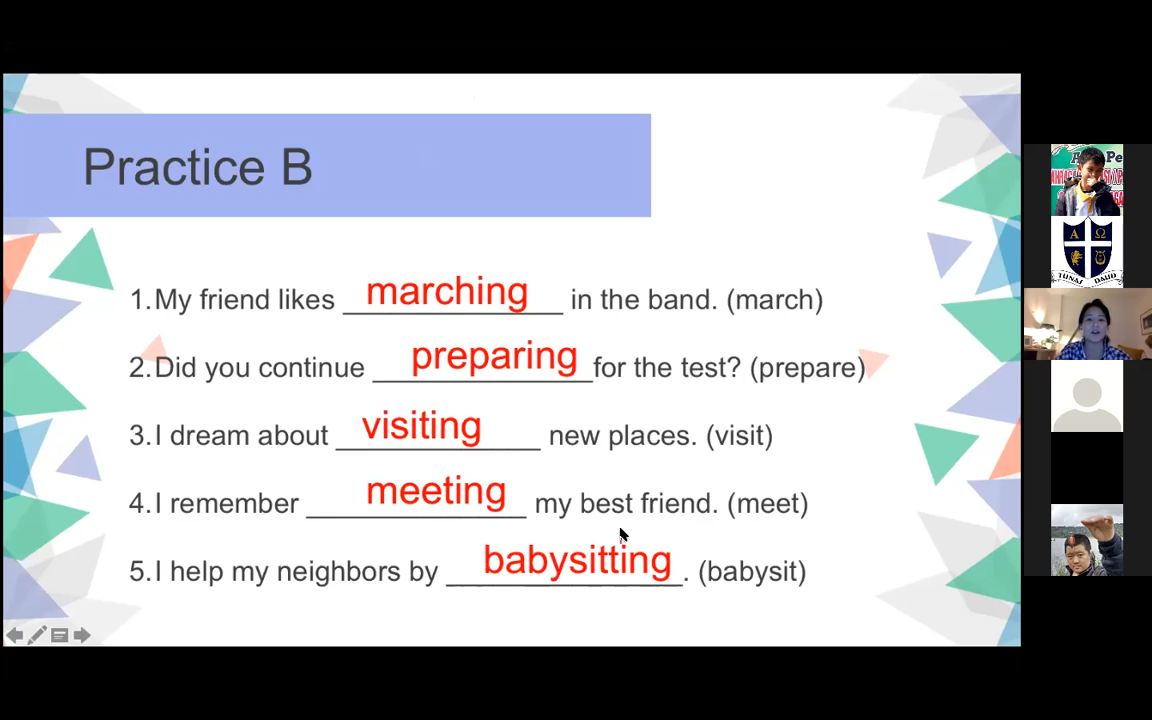 Practice B
1. My friend likes marching in the band. (march)
2. Did you continue preparing for the test? (prepare)
3. I dream about visiting new places. (visit)
4. I remember meeting my best friend. (meet)
5. I help my neighbors by babysitting. (babysit)
Α Ω
TUNAS DAUD